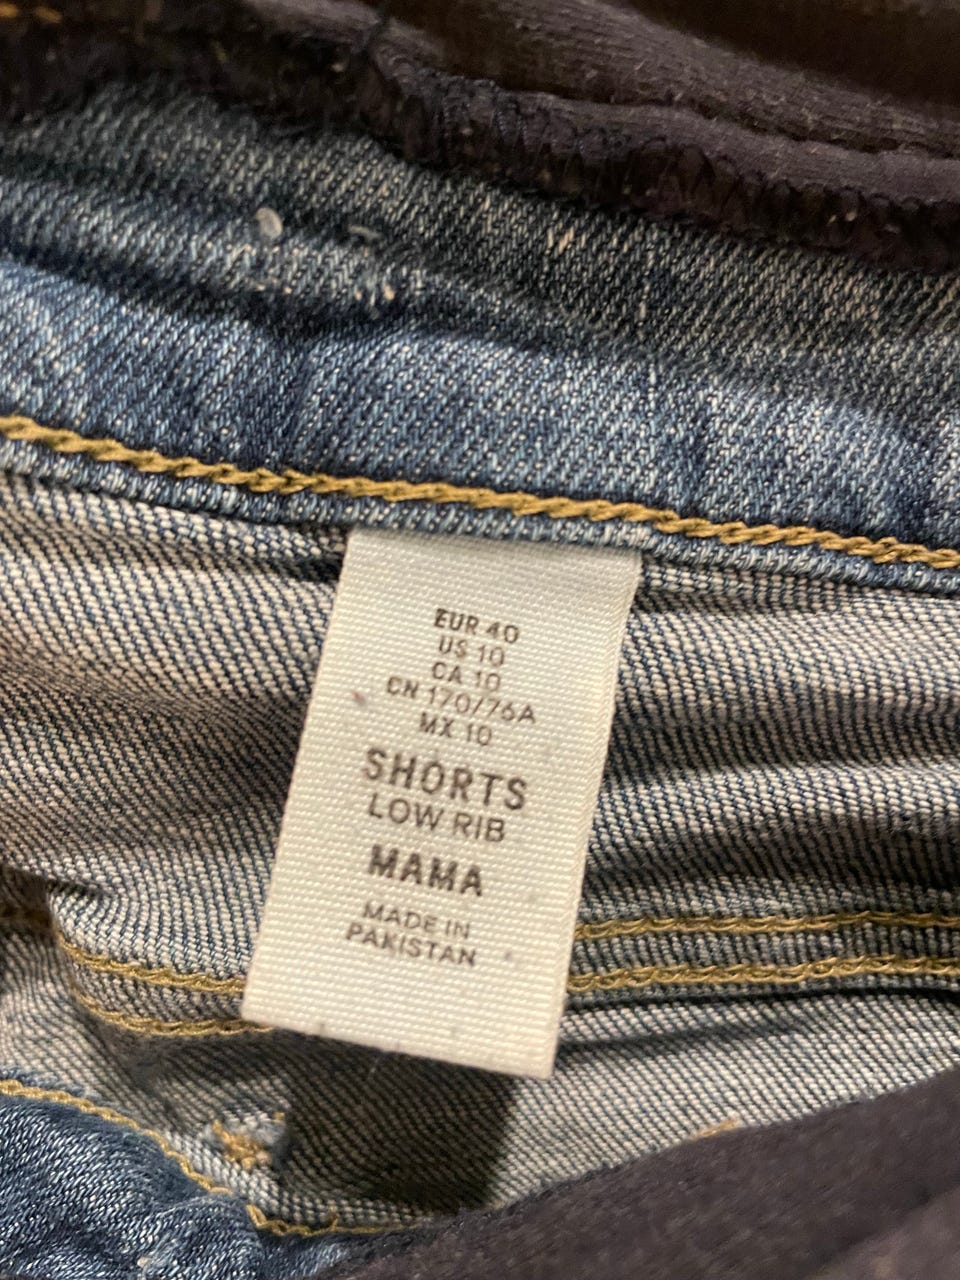 EUR 40
US 10
CA 10
CN 170/76A
MX 10
SHORTS
LOW RIB
MAMA
MADE IN
PAKISTAN